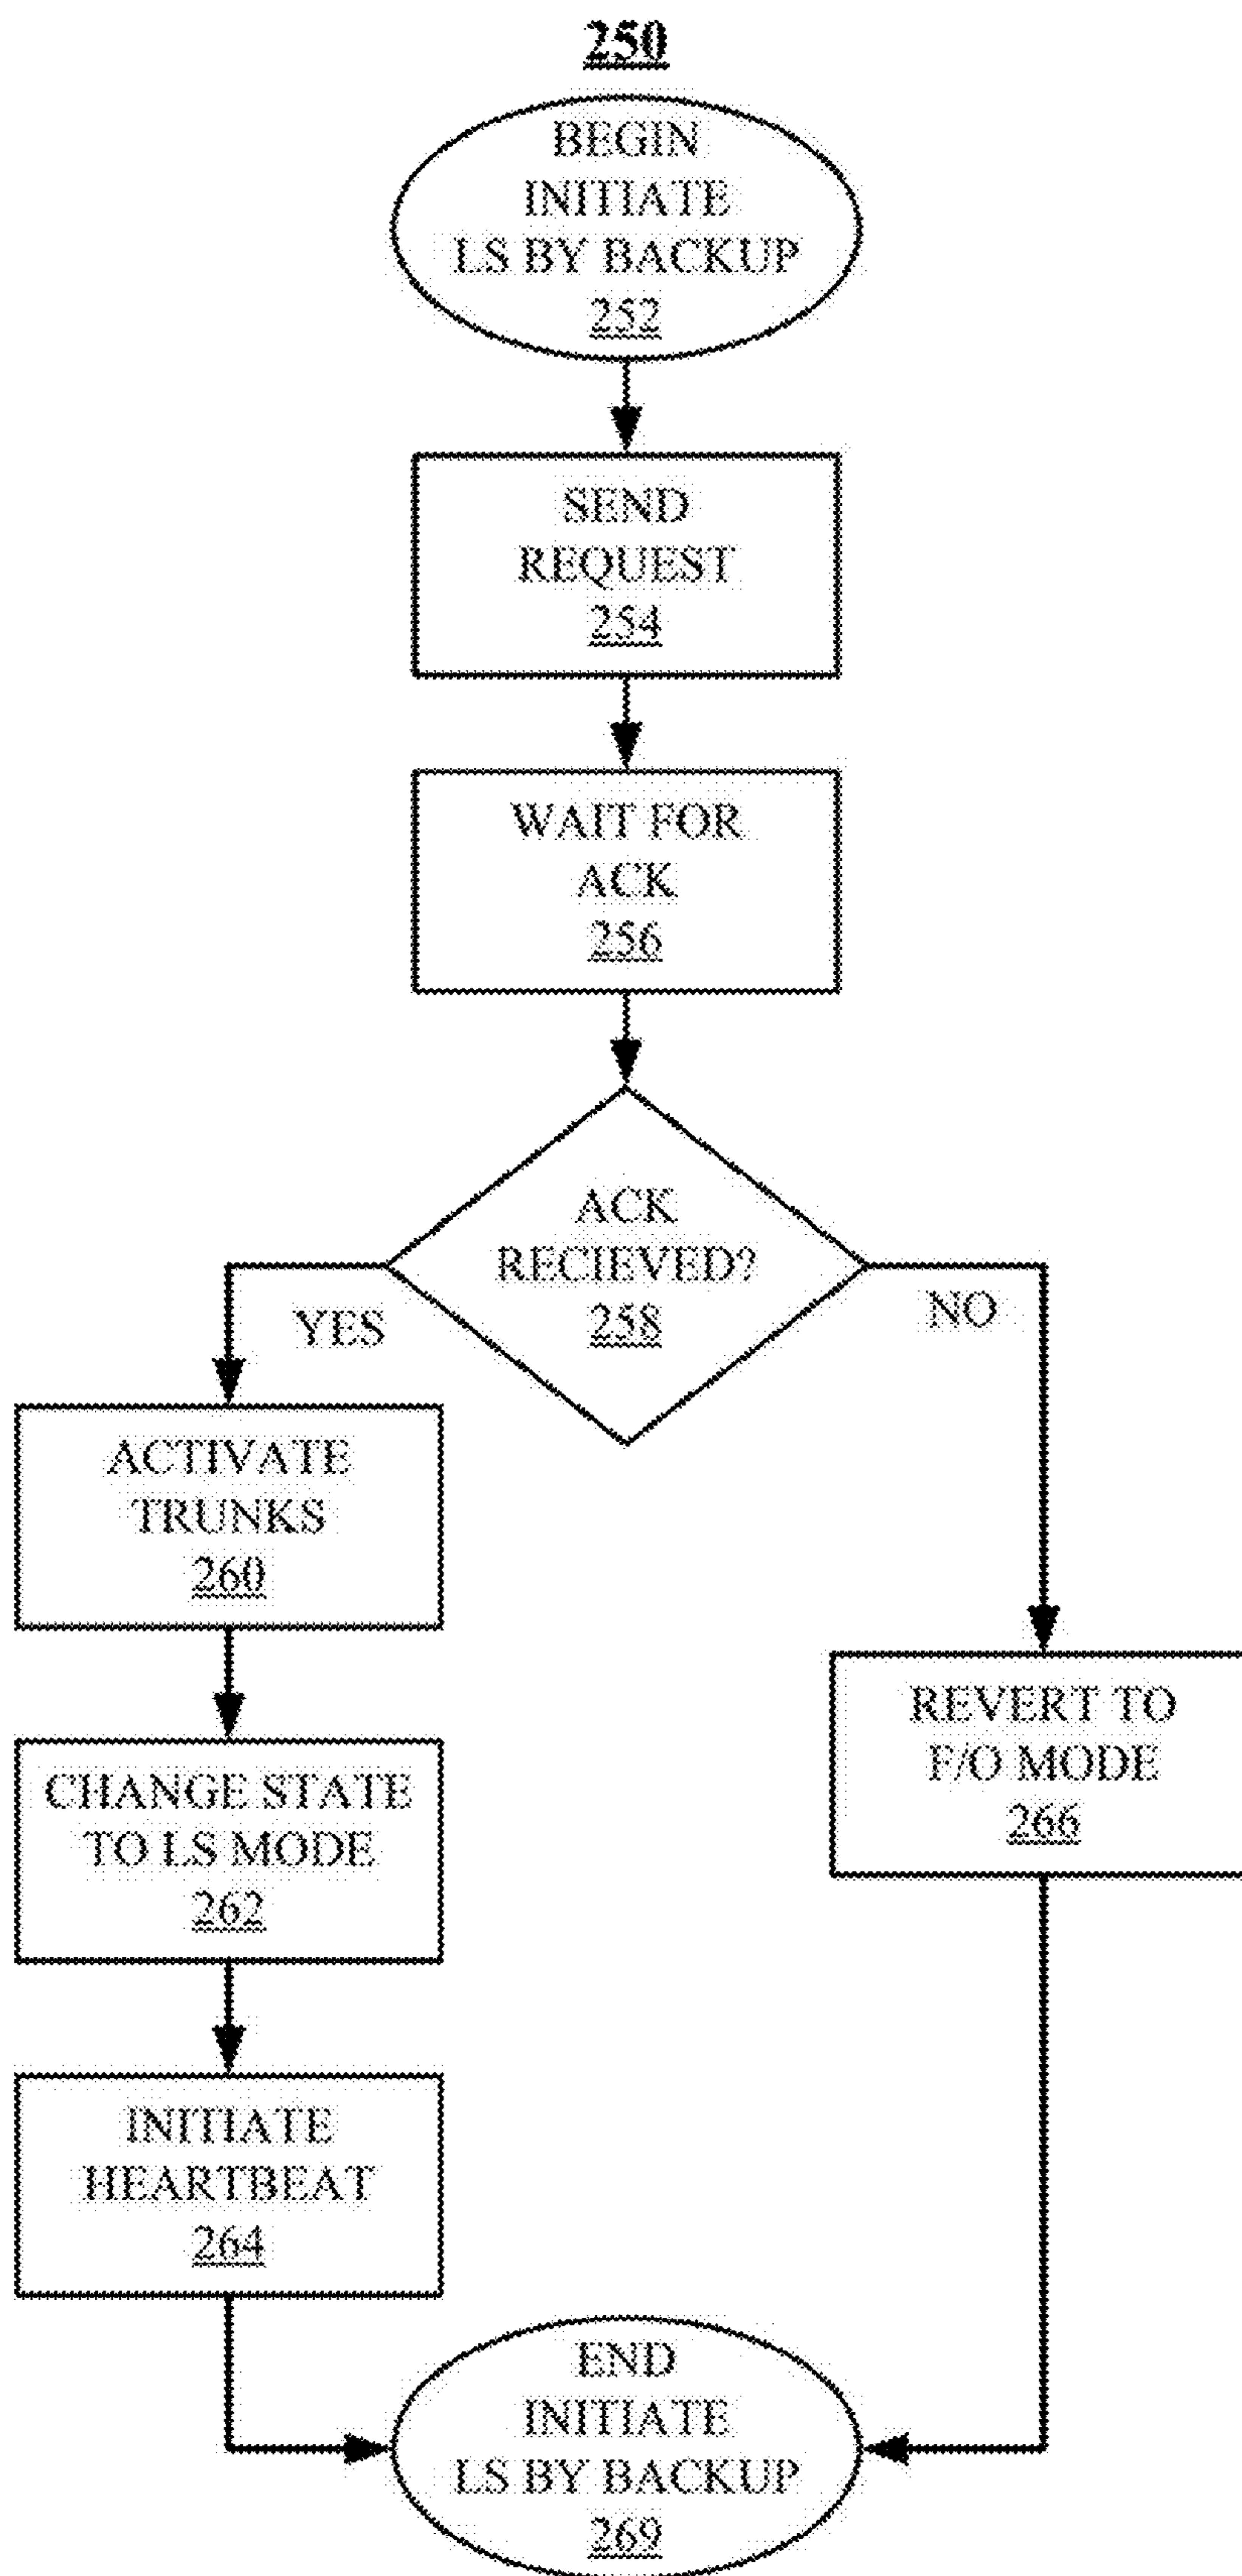 250
BEGIN
INITIATE
LS BY BACKUP
252
SEND
REQUEST
254
WAIT FOR
ACK
256
ACK
RECIEVED?
258
YES
NO
ACTIVATE
TRUNKS
260
CHANGE STATE
TO LS MODE
262
REVERT TO
F/O MODE
266
INITIATE
HEARTBEAT
264
END
INITIATE
LS BY BACKUP
269